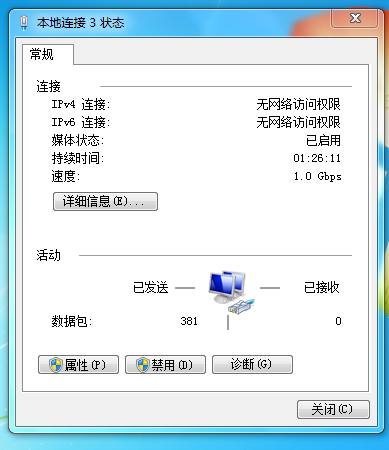 本地连接 3 状态
常规
连接
IPv4 连接: 无网络访问权限
IPv6 连接: 无网络访问权限
媒体状态: 已启用
持续时间: 01:26:11
速度: 1.0 Gbps
详细信息(E)...
活动
已发送 — 已接收
数据包: 381 | 0
属性(P) 禁用(D) 诊断(G)
关闭(C)